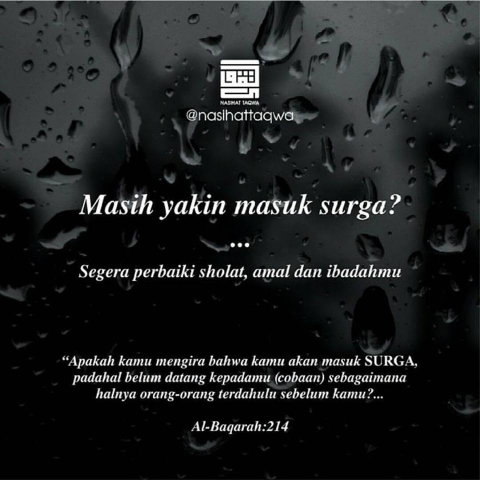 NASIHAT TAQWA
@nasihattaqwa
Masih yakin masuk surga?
...
Segera perbaiki sholat, amal dan ibadahmu
“Apakah kamu mengira bahwa kamu akan masuk SURGA,
padahal belum datang kepadamu (cobaan) sebagaimana
halnya orang-orang terdahulu sebelum kamu?...
Al-Baqarah:214